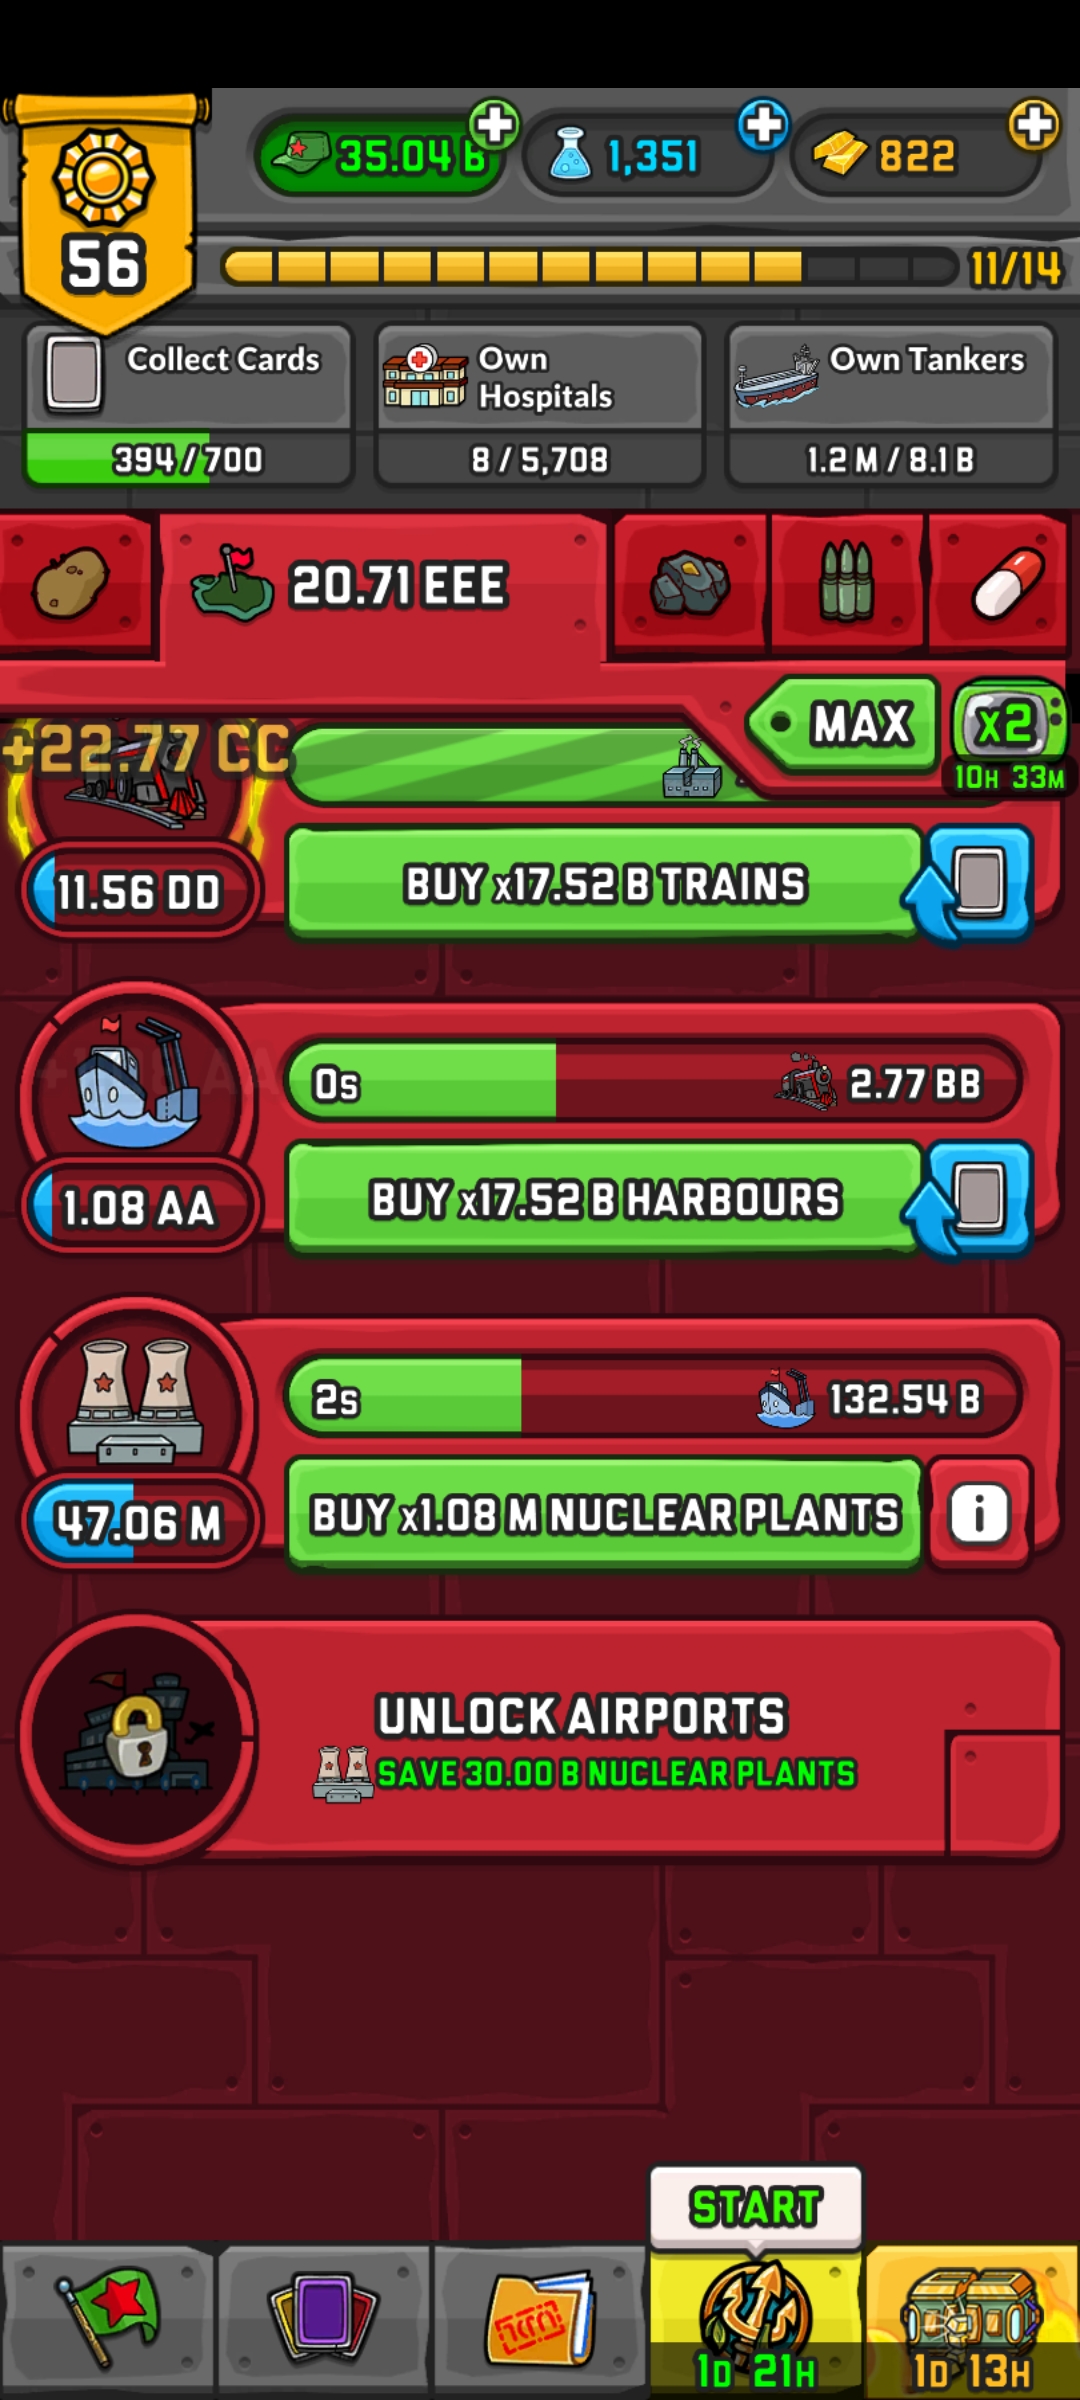 35.04 B
1,351
822
56
11/14
Collect Cards
394/700
Own
Hospitals
8/5,708
Own Tankers
1.2 M/8.1 B
20.71 EEE
MAX
x2
10H 33M
+22.77 CC
11.56 DD
BUY x17.52 B TRAINS
0s
2.77 BB
1.08 AA
BUY x17.52 B HARBOURS
2s
132.54 B
47.06 M
BUY x1.08 M NUCLEAR PLANTS
i
UNLOCK AIRPORTS
SAVE 30.00 B NUCLEAR PLANTS
START
1D 21H
1D 13H